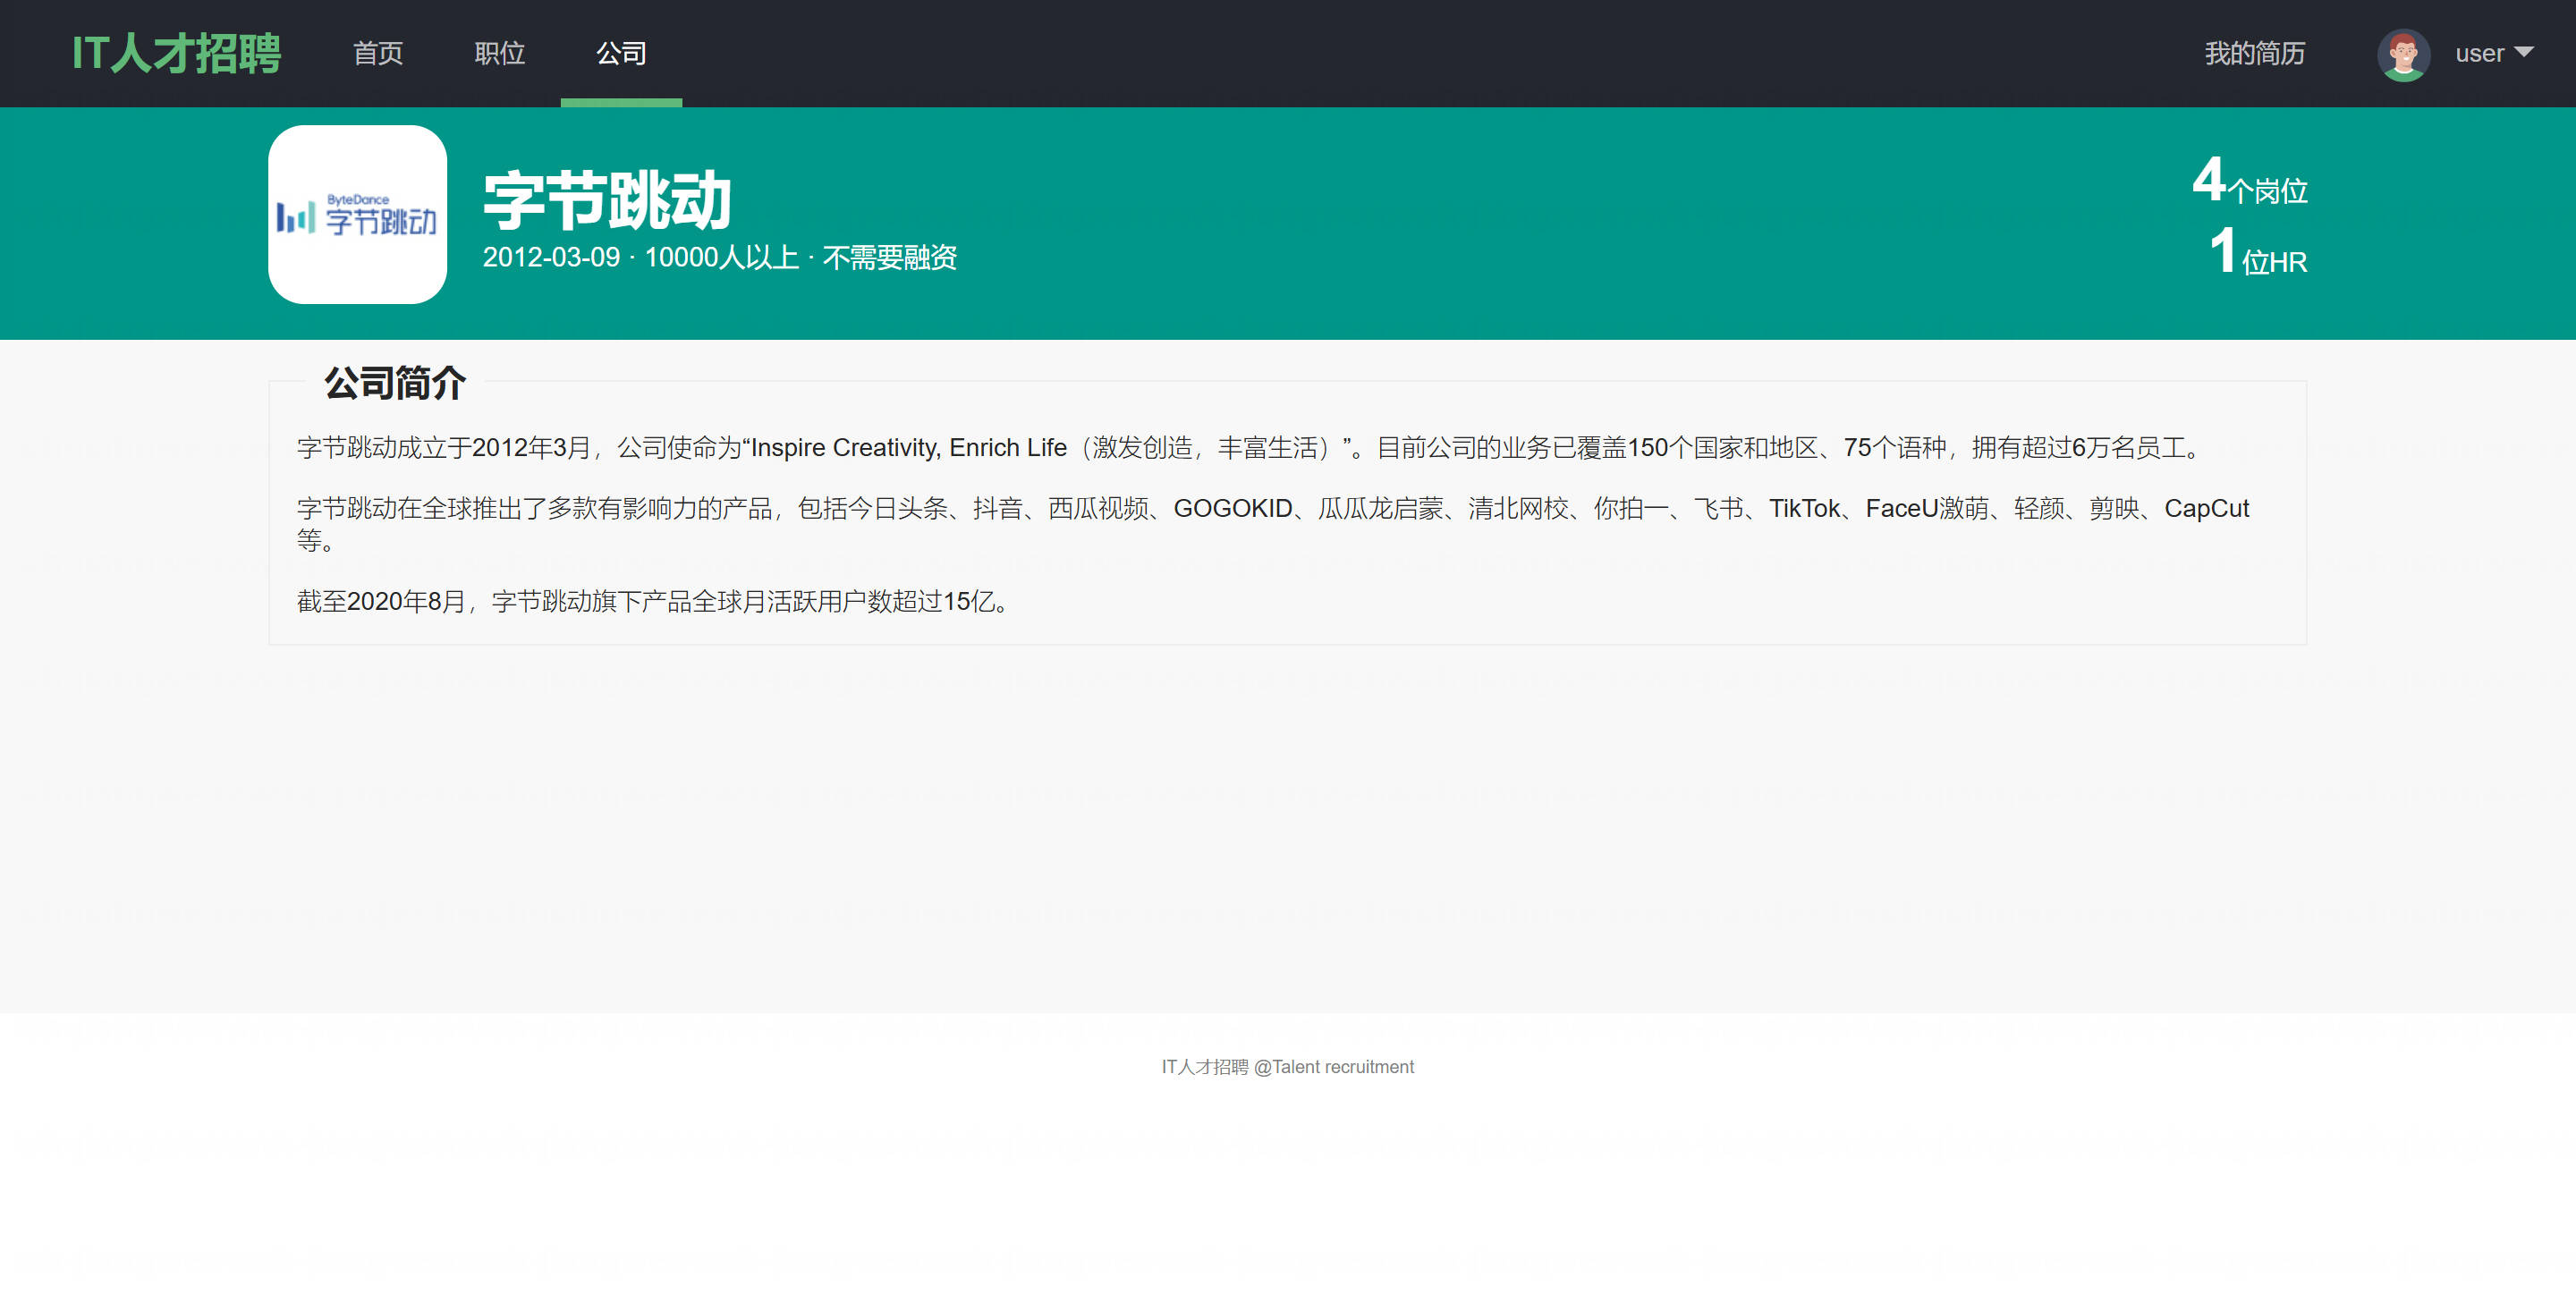 IT人才招聘 首页 职位 公司 我的简历 user
ByteDance
字节跳动
字节跳动
2012-03-09 · 10000人以上 · 不需要融资
4个岗位
1位HR
公司简介
字节跳动成立于2012年3月，公司使命为“Inspire Creativity, Enrich Life（激发创造，丰富生活）”。目前公司的业务已覆盖150个国家和地区、75个语种，拥有超过6万名员工。
字节跳动在全球推出了多款有影响力的产品，包括今日头条、抖音、西瓜视频、GOGOKID、瓜瓜龙启蒙、清北网校、你拍一、飞书、TikTok、FaceU激萌、轻颜、剪映、CapCut
等。
截至2020年8月，字节跳动旗下产品全球月活跃用户数超过15亿。
IT人才招聘 @Talent recruitment